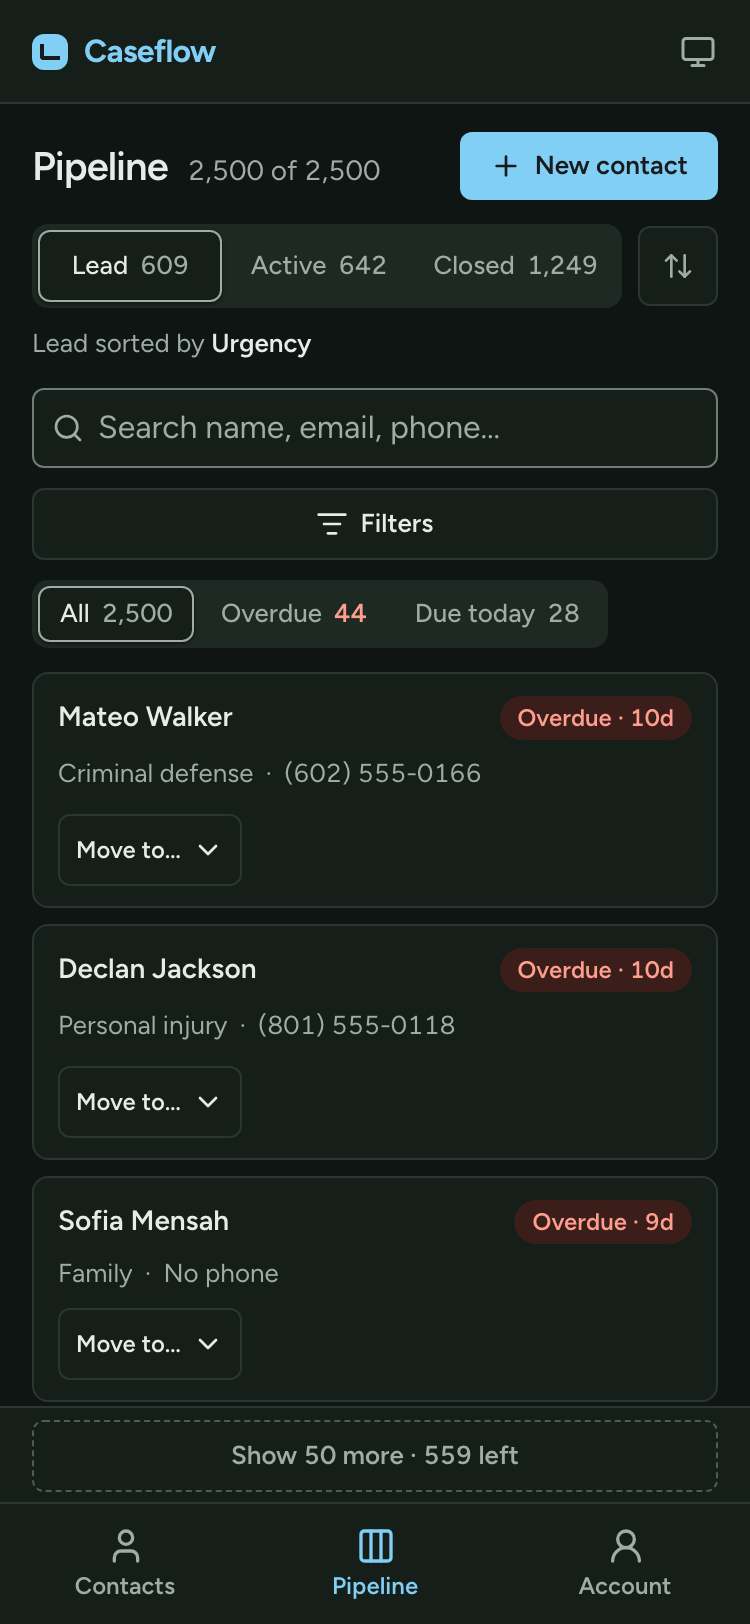 Caseflow
Pipeline 2,500 of 2,500
New contact
Lead 609 Active 642 Closed 1,249
Lead sorted by Urgency
Search name, email, phone...
Filters
All 2,500 Overdue 44 Due today 28
Mateo Walker Overdue · 10d
Criminal defense · (602) 555-0166
Move to...
Declan Jackson Overdue · 10d
Personal injury · (801) 555-0118
Move to...
Sofia Mensah Overdue · 9d
Family · No phone
Move to...
Show 50 more · 559 left
Contacts Pipeline Account